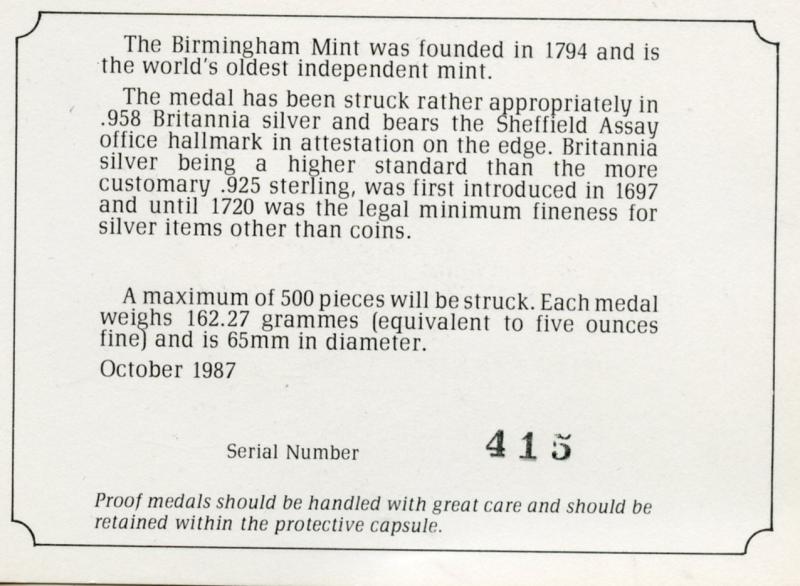 The Birmingham Mint was founded in 1794 and is
the world's oldest independent mint.
The medal has been struck rather appropriately in
.958 Britannia silver and bears the Sheffield Assay
office hallmark in attestation on the edge. Britannia
silver being a higher standard than the more
customary .925 sterling, was first introduced in 1697
and until 1720 was the legal minimum fineness for
silver items other than coins.
A maximum of 500 pieces will be struck. Each medal
weighs 162.27 grammes (equivalent to five ounces
fine) and is 65mm in diameter.
October 1987
Serial Number 415
Proof medals should be handled with great care and should be
retained within the protective capsule.